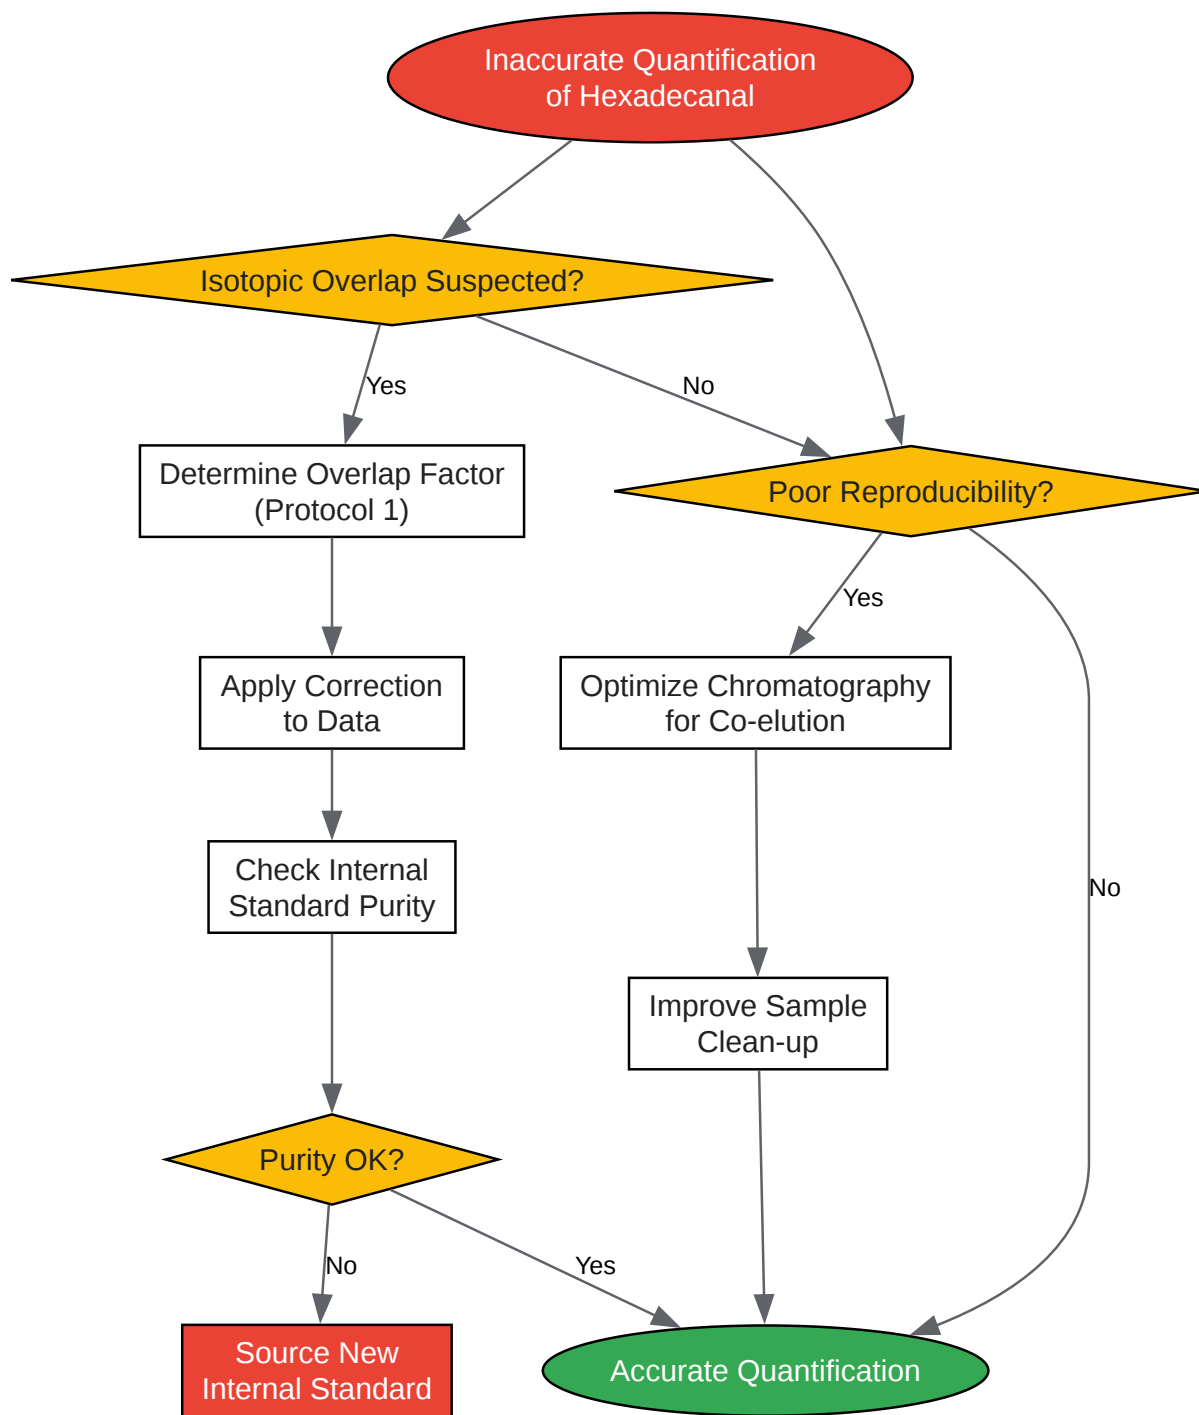 Inaccurate Quantification
of Hexadecanal
Isotopic Overlap Suspected?
Yes
No
Determine Overlap Factor
(Protocol 1)
Poor Reproducibility?
Yes
Apply Correction
to Data
Optimize Chromatography
for Co-elution
Check Internal
Standard Purity
No
Improve Sample
Clean-up
Purity OK?
No
Yes
Source New
Internal Standard
Accurate Quantification